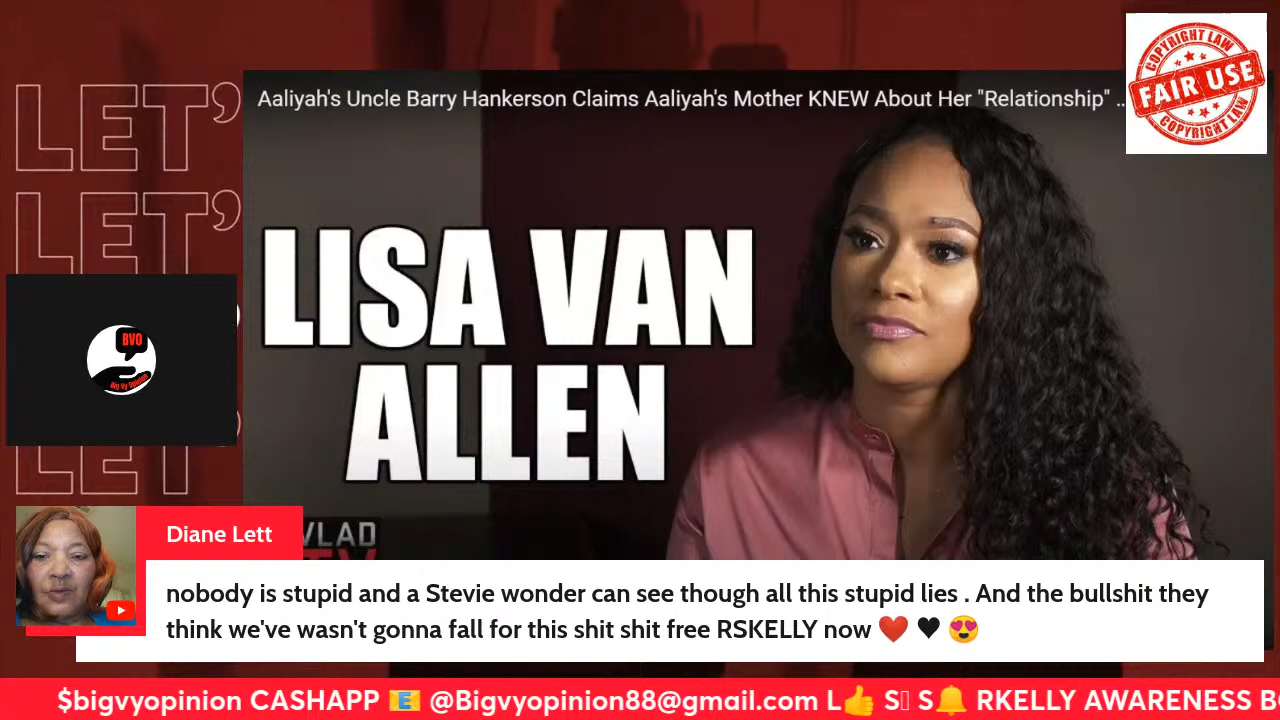 COPYRIGHT LAW
FAIR USE
COPYRIGHT LAW
Aaliyah's Uncle Barry Hankerson Claims Aaliyah's Mother KNEW About Her "Relationship" ..
LET'
LET'
LET'
LISA VAN
ALLEN
BVO
Big Vy Opinion
VLAD
Diane Lett
nobody is stupid and a Stevie wonder can see though all this stupid lies . And the bullshit they
think we've wasn't gonna fall for this shit shit free RSKELLY now ❤️ ♥ 😍
$bigvyopinion CASHAPP 📧 @Bigvyopinion88@gmail.com L👍 S S🔔 RKELLY AWARENESS